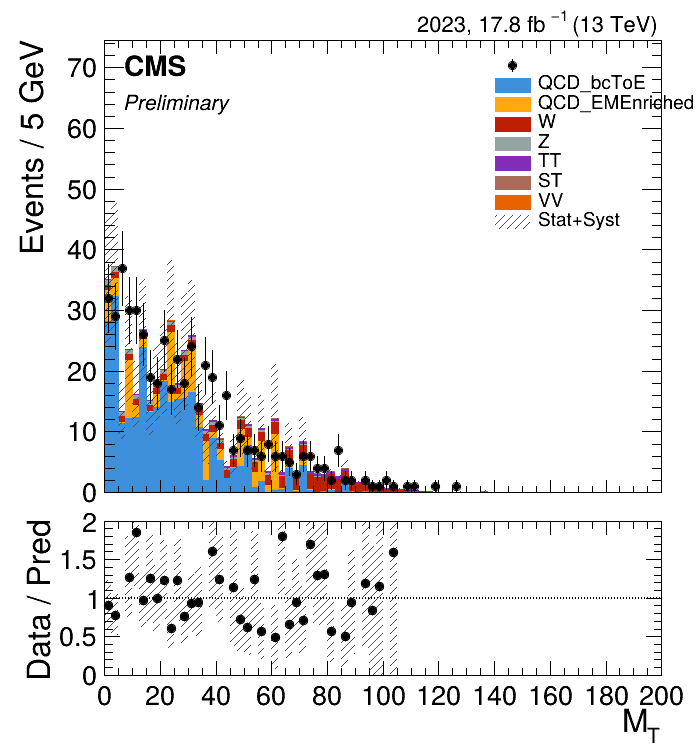 2023, 17.8 fb⁻¹ (13 TeV)
Events / 5 GeV
CMS
Preliminary
QCD_bcToE
QCD_EMEnriched
W
Z
TT
ST
VV
Stat+Syst
70
60
50
40
30
20
10
0
Data / Pred
2
1.5
1
0.5
0
0 20 40 60 80 100 120 140 160 180 200
M_T